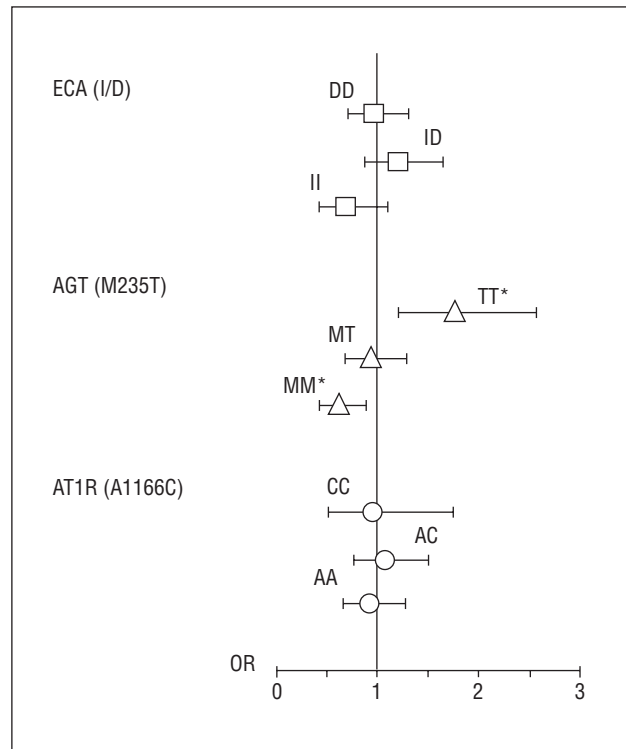 ECA (I/D)
DD
ID
II
AGT (M235T)
TT*
MT
MM*
AT1R (A1166C)
CC
AC
AA
OR
0 1 2 3